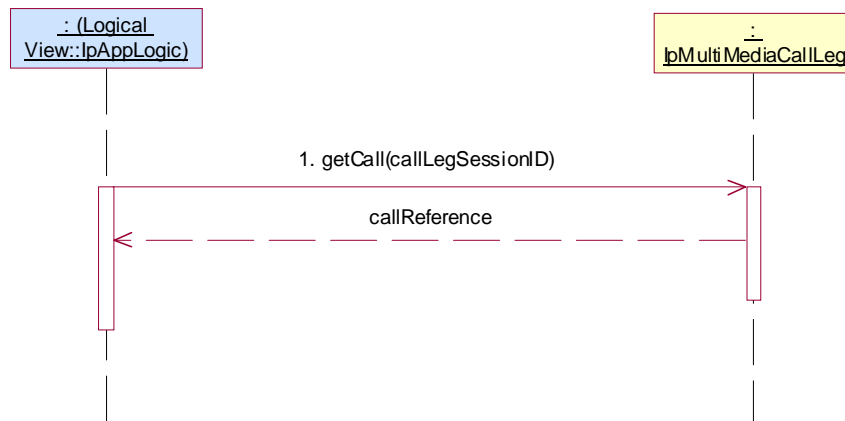 : (Logical
View::IpAppLogic)
:
IpMultiMediaCallLeg
1. getCall(callLegSessionID)
callReference